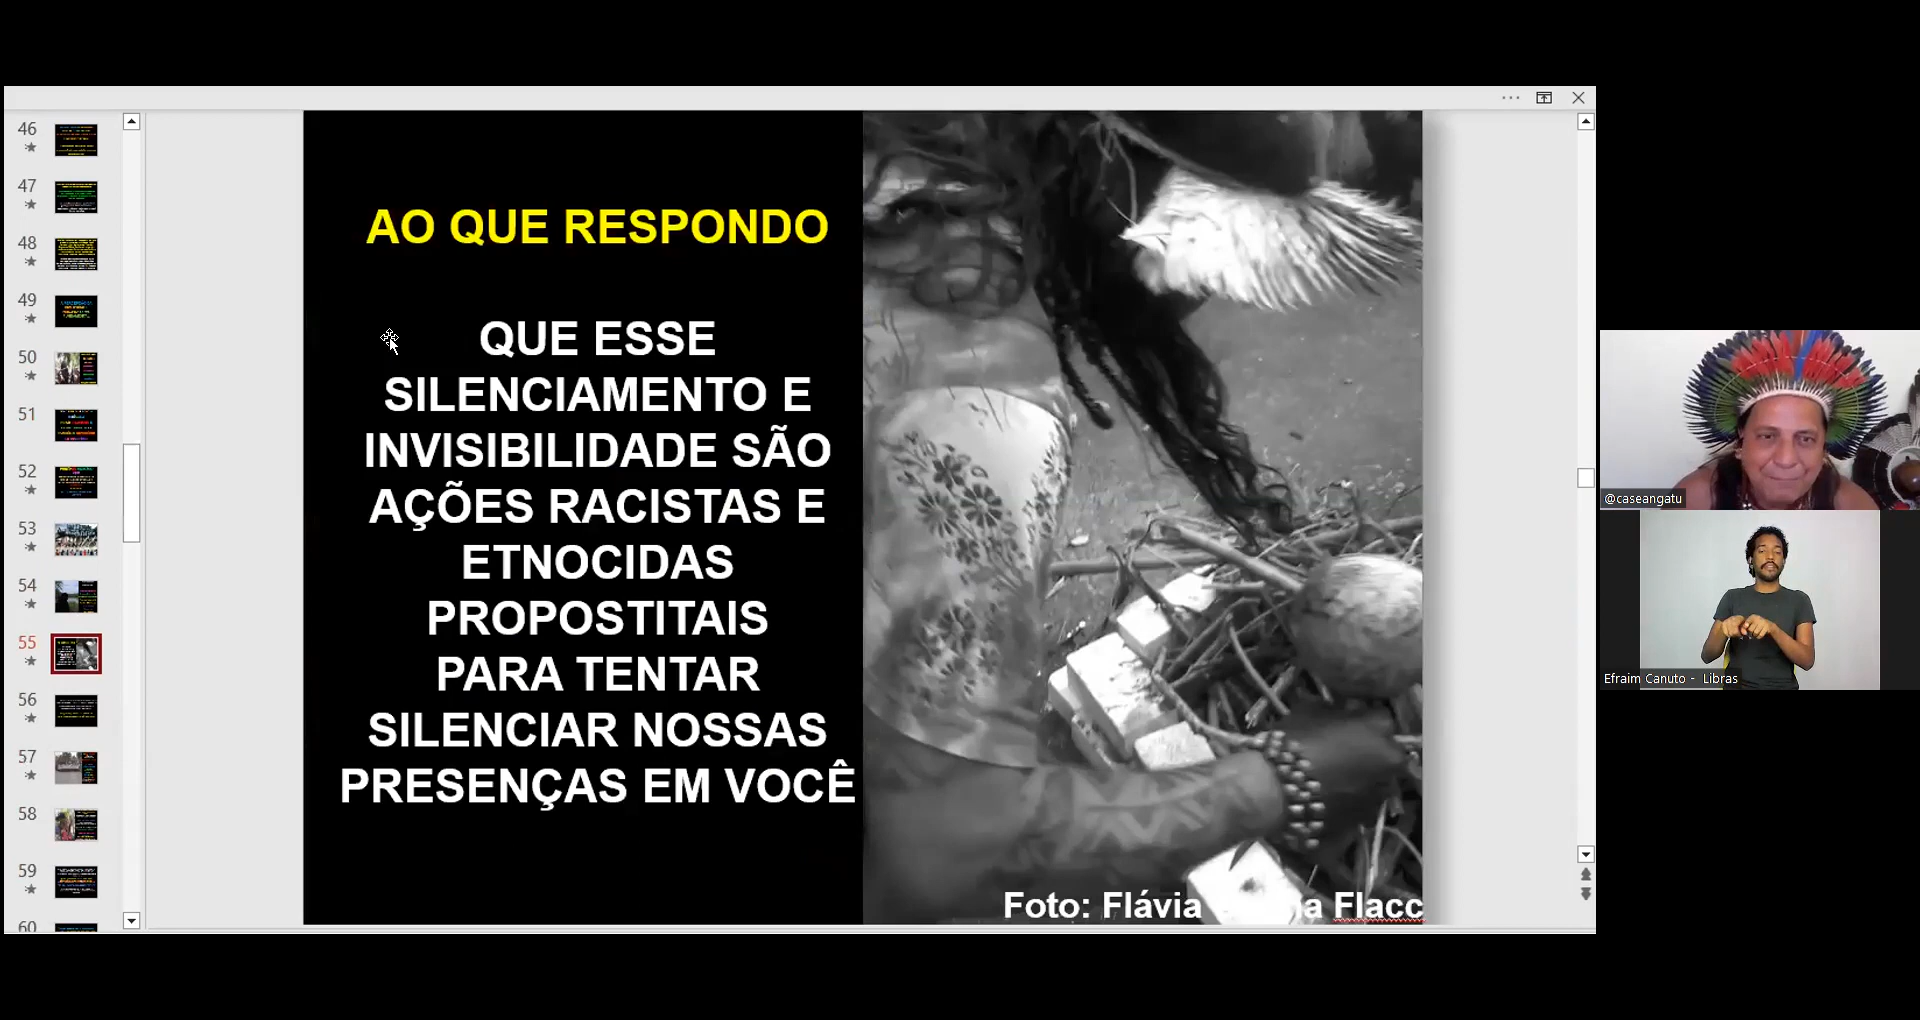 46
47
48
49
50
51
52
53
54
55
56
57
58
59
60
AO QUE RESPONDO
QUE ESSE
SILENCIAMENTO E
INVISIBILIDADE SÃO
AÇÕES RACISTAS E
ETNOCIDAS
PROPOSTITAIS
PARA TENTAR
SILENCIAR NOSSAS
PRESENÇAS EM VOCÊ
Foto: Flávia Flacc
@caseangatu
Efraim Canuto - Libras